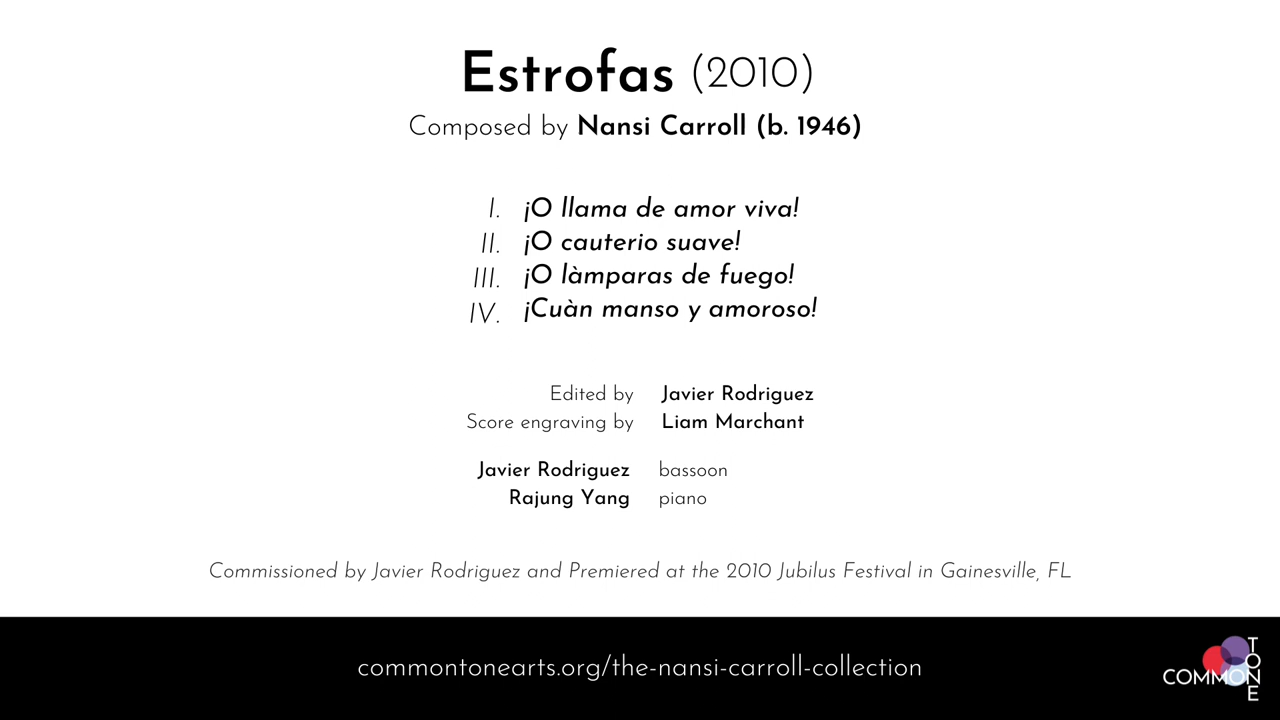 Estrofas (2010)
Composed by Nansi Carroll (b. 1946)
I. ¡O llama de amor viva!
II. ¡O cauterio suave!
III. ¡O làmparas de fuego!
IV. ¡Cuàn manso y amoroso!
Edited by Javier Rodriguez
Score engraving by Liam Marchant
Javier Rodriguez bassoon
Rajung Yang piano
Commissioned by Javier Rodriguez and Premiered at the 2010 Jubilus Festival in Gainesville, FL
commontonearts.org/the-nansi-carroll-collection
COMMON
TONE